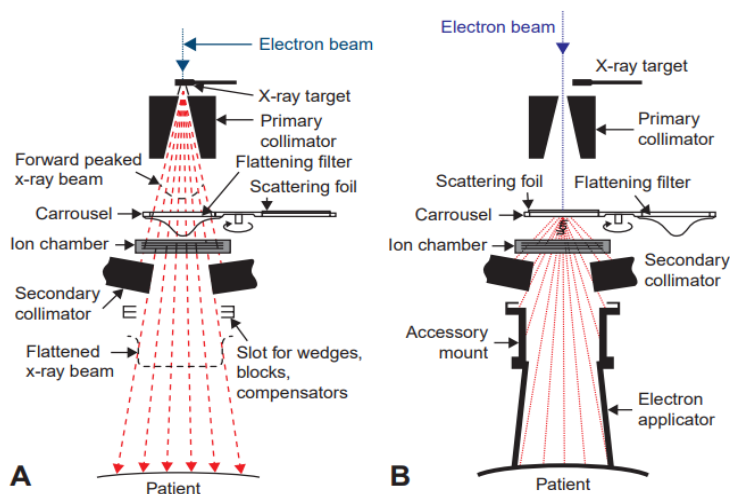 Electron beam
X-ray target
Primary
collimator
Forward peaked
x-ray beam
Flattening filter
Scattering foil
Carrousel
Ion chamber
Secondary
collimator
Flattened
x-ray beam
Slot for wedges,
blocks,
compensators
A
Patient
Electron beam
X-ray target
Primary
collimator
Scattering foil
Flattening filter
Carrousel
Ion chamber
Secondary
collimator
Accessory
mount
Electron
applicator
B
Patient